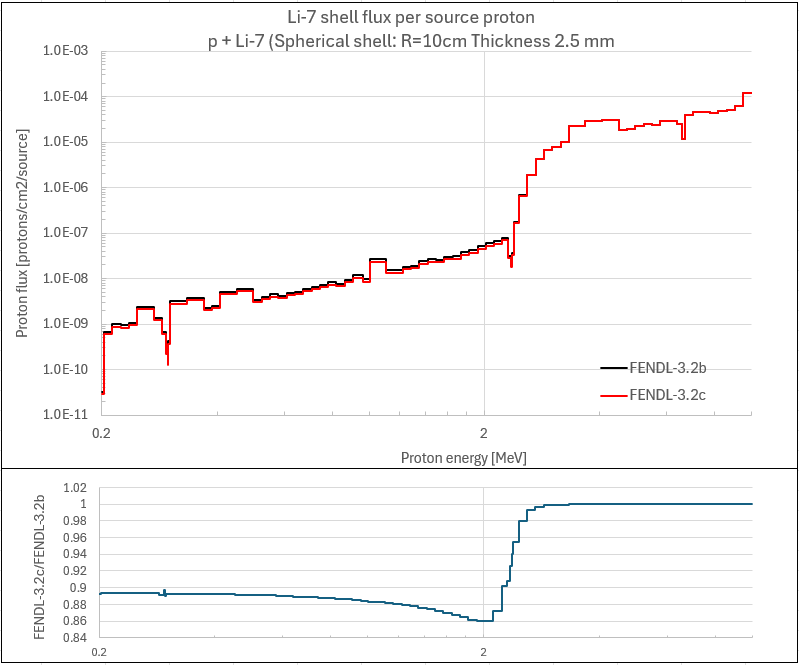 Li-7 shell flux per source proton
p + Li-7 (Spherical shell: R=10cm Thickness 2.5 mm
Proton flux [protons/cm2/source]
1.0E-03
1.0E-04
1.0E-05
1.0E-06
1.0E-07
1.0E-08
1.0E-09
1.0E-10
1.0E-11
FENDL-3.2b
FENDL-3.2c
0.2
2
Proton energy [MeV]
FENDL-3.2c/FENDL-3.2b
1.02
1
0.98
0.96
0.94
0.92
0.9
0.88
0.86
0.84
0.2
2